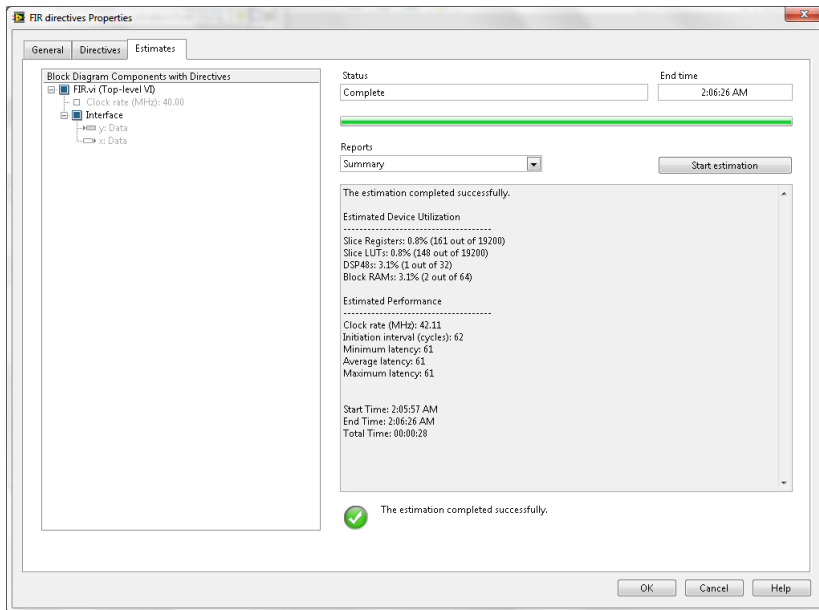 FIR directives Properties
General
Directives
Estimates
Block Diagram Components with Directives
FIR.vi (Top-level VI)
Clock rate (MHz): 40.00
Interface
y: Data
x: Data
Status
End time
Complete
2:06:26 AM
Reports
Summary
Start estimation
The estimation completed successfully.
Estimated Device Utilization
------------------------------------
Slice Registers: 0.8% (161 out of 19200)
Slice LUTs: 0.8% (148 out of 19200)
DSP48s: 3.1% (1 out of 32)
Block RAMs: 3.1% (2 out of 64)
Estimated Performance
------------------------------------
Clock rate (MHz): 42.11
Initiation interval (cycles): 62
Minimum latency: 61
Average latency: 61
Maximum latency: 61
Start Time: 2:05:57 AM
End Time: 2:06:26 AM
Total Time: 00:00:28
The estimation completed successfully.
OK
Cancel
Help